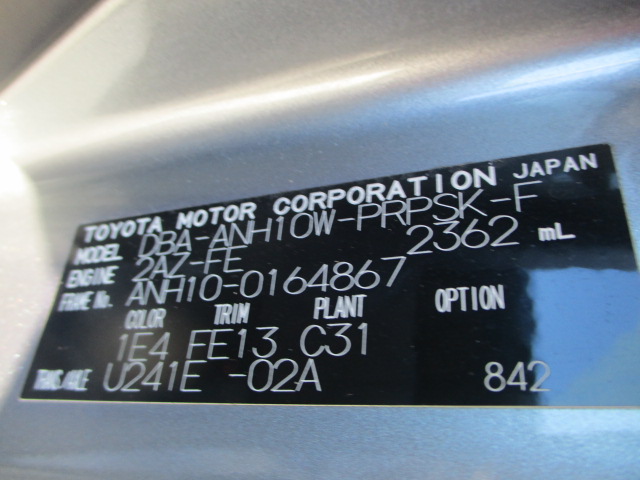 TOYOTA MOTOR CORPORATION JAPAN
MODEL DBA-ANH10W-PRPSK-F
ENGINE 2AZ-FE 2362 mL
FRAME No. ANH10-0164867
COLOR TRIM PLANT OPTION
1E4 FE13 C31
TRANS/AXLE U241E -02A 842